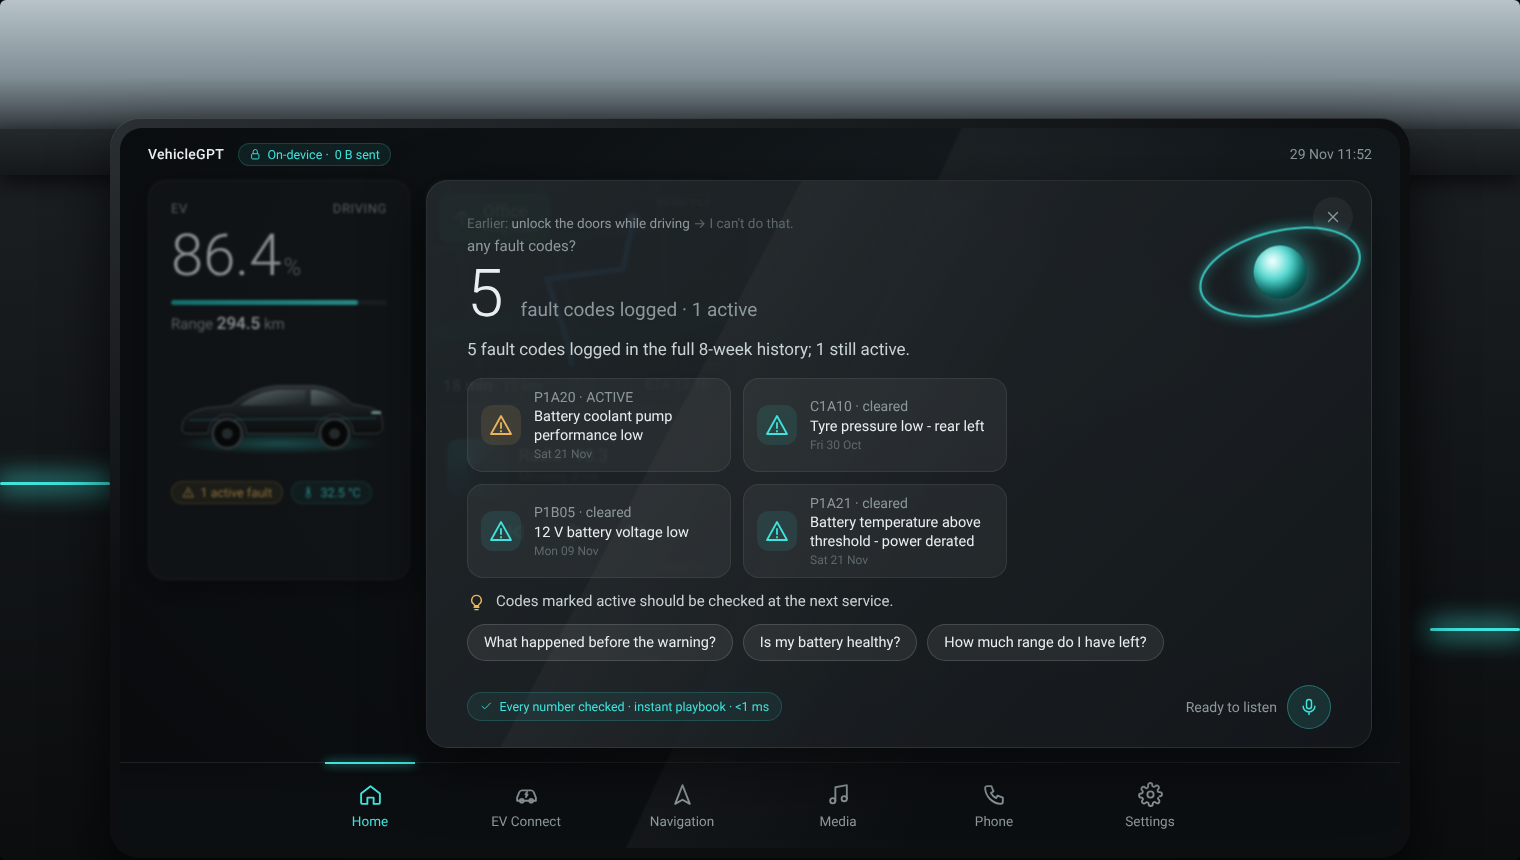 VehicleGPT
On-device · 0 B sent
29 Nov 11:52
EV
DRIVING
86.4%
Range 294.5 km
1 active fault
32.5 °C
Earlier: unlock the doors while driving → I can't do that.
any fault codes?
5 fault codes logged · 1 active
5 fault codes logged in the full 8-week history; 1 still active.
P1A20 · ACTIVE
Battery coolant pump
performance low
Sat 21 Nov
C1A10 · cleared
Tyre pressure low - rear left
Fri 30 Oct
P1B05 · cleared
12 V battery voltage low
Mon 09 Nov
P1A21 · cleared
Battery temperature above
threshold - power derated
Sat 21 Nov
Codes marked active should be checked at the next service.
What happened before the warning?
Is my battery healthy?
How much range do I have left?
Every number checked · instant playbook · <1 ms
Ready to listen
Home
EV Connect
Navigation
Media
Phone
Settings